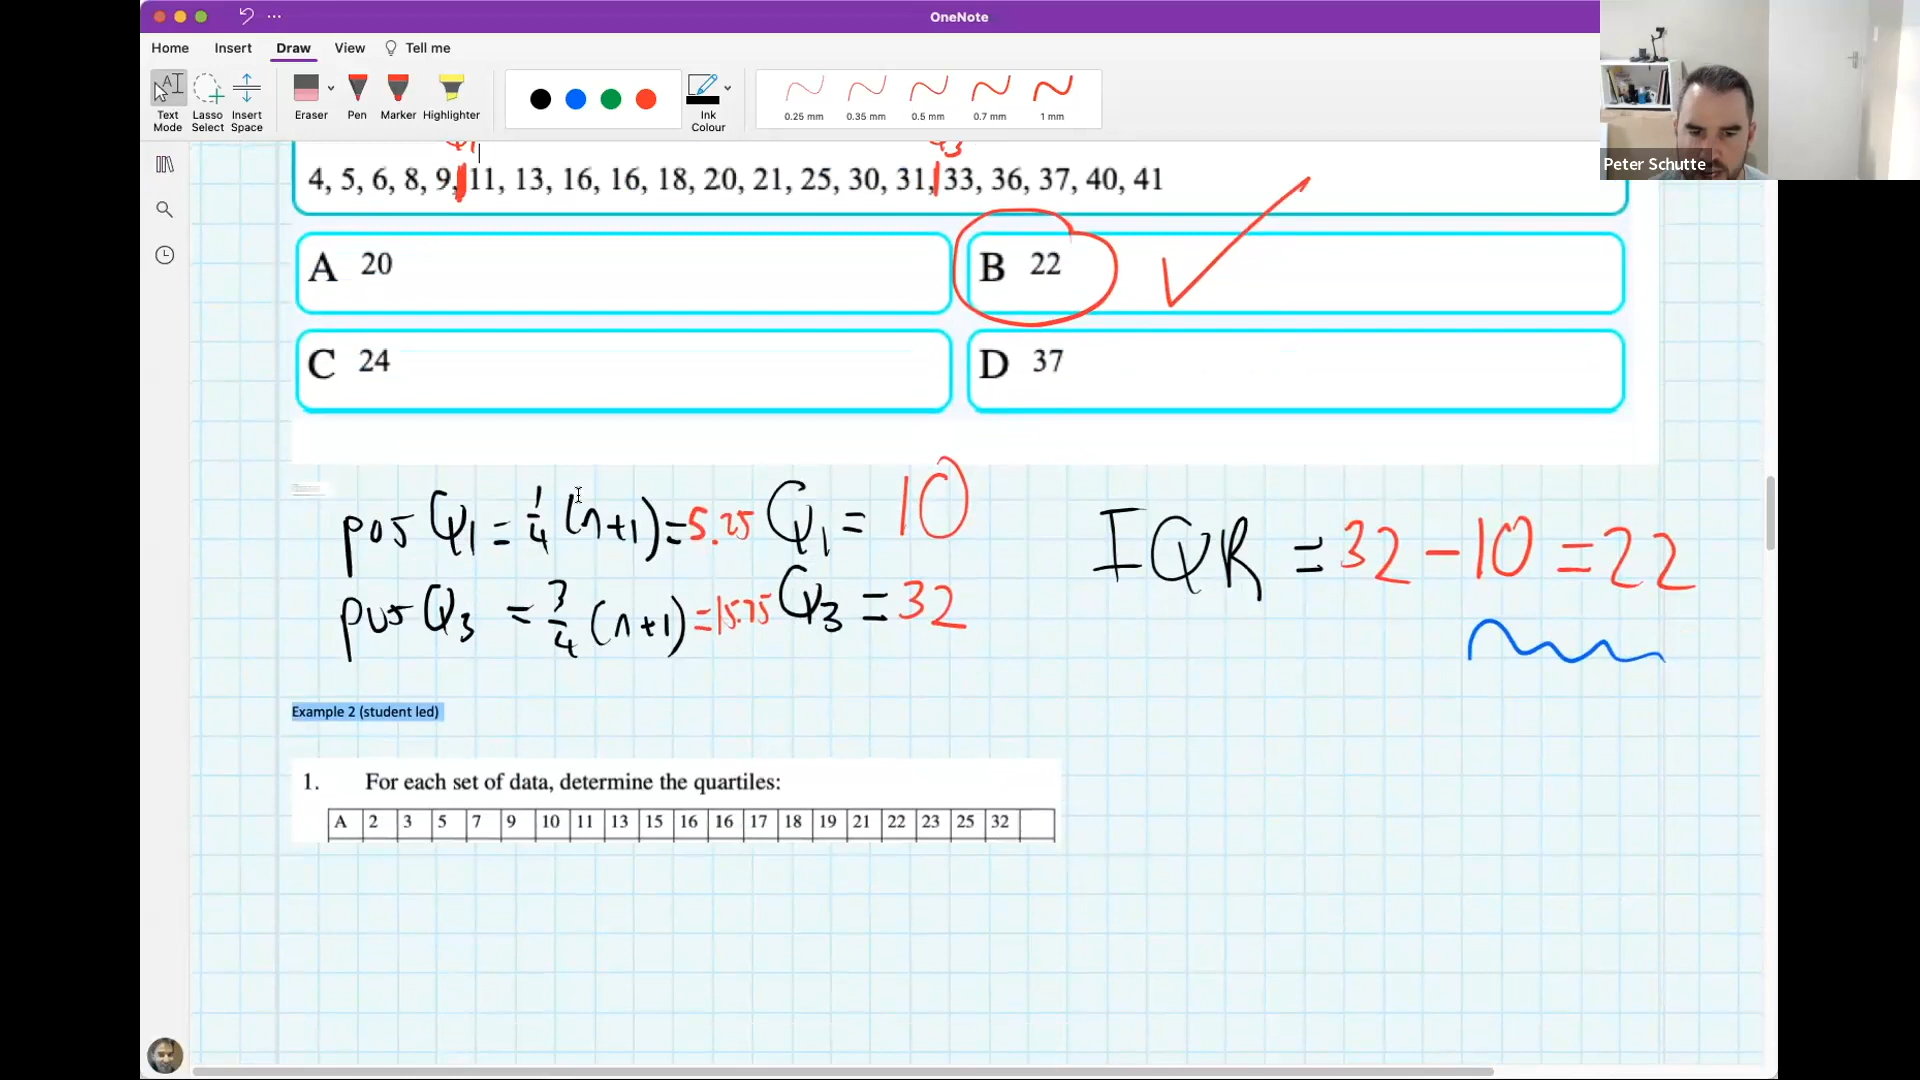 OneNote
Home Insert Draw View Tell me
Text Mode Lasso Select Insert Space Eraser Pen Marker Highlighter Ink Colour 0.25 mm 0.35 mm 0.5 mm 0.7 mm 1 mm
Peter Schutte
4, 5, 6, 8, 9, 11, 13, 16, 16, 18, 20, 21, 25, 30, 31, 33, 36, 37, 40, 41
A 20
B 22
C 24
D 37
pos Q1 = 1/4 (n+1) = 5.25 Q1 = 10
pos Q3 = 3/4 (n+1) = 15.75 Q3 = 32
IQR = 32 - 10 = 22
Example 2 (student led)
1. For each set of data, determine the quartiles:
A 2 3 5 7 9 10 11 13 15 16 16 17 18 19 21 22 23 25 32